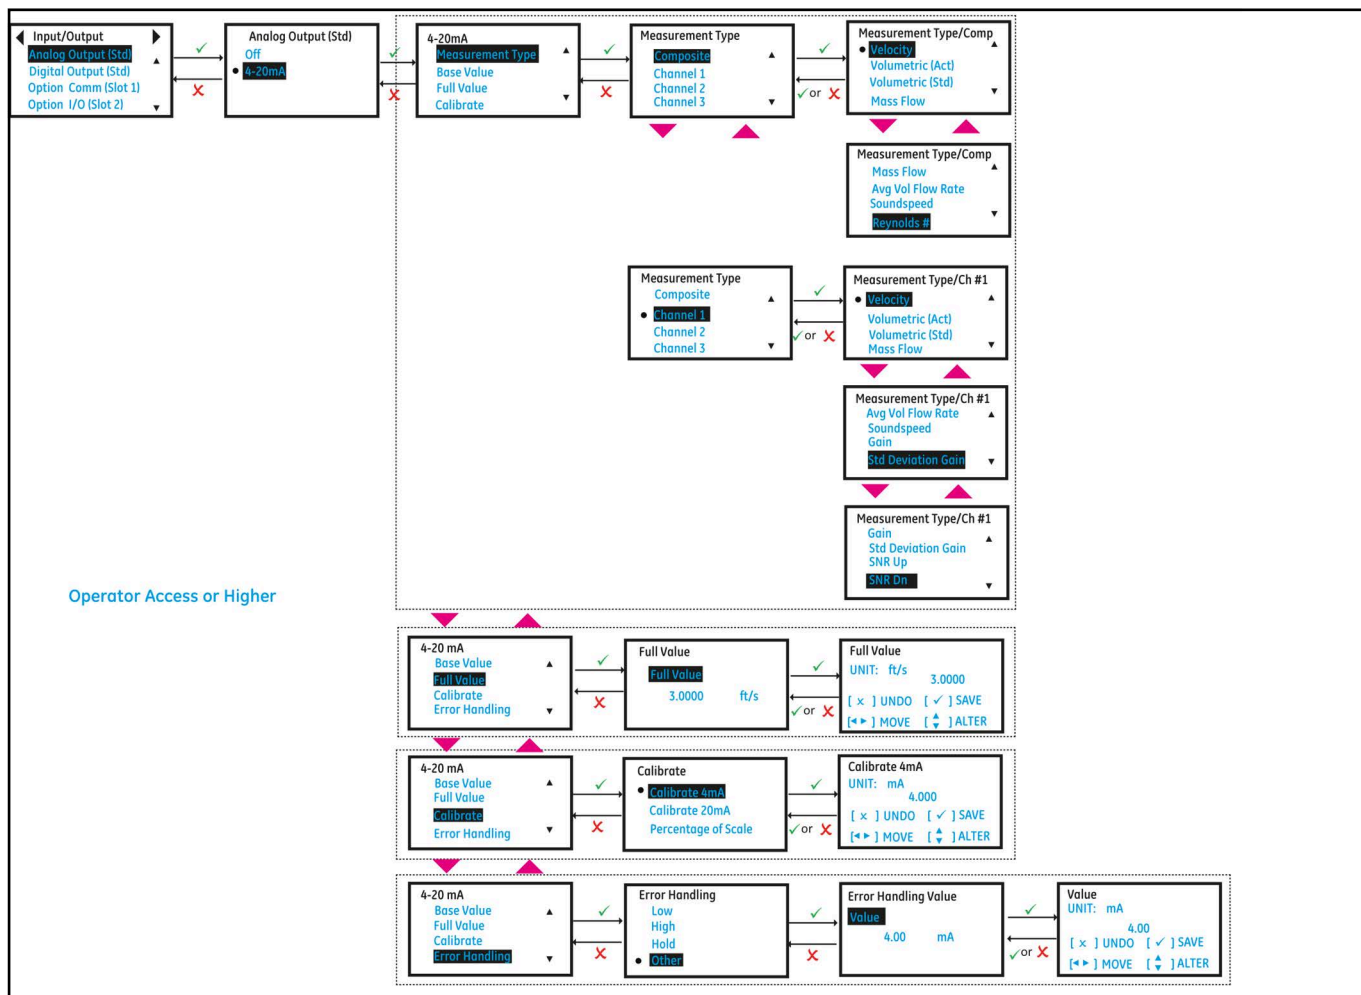 Input/Output
Analog Output (Std)
Digital Output (Std)
Option Comm (Slot 1)
Option I/O (Slot 2)
Analog Output (Std)
Off
4-20mA
4-20mA
Measurement Type
Base Value
Full Value
Calibrate
Measurement Type
Composite
Channel 1
Channel 2
Channel 3
or
Measurement Type/Comp
Velocity
Volumetric (Act)
Volumetric (Std)
Mass Flow
Measurement Type/Comp
Mass Flow
Avg Vol Flow Rate
Soundspeed
Reynolds #
Measurement Type
Composite
Channel 1
Channel 2
Channel 3
or
Measurement Type/Ch #1
Velocity
Volumetric (Act)
Volumetric (Std)
Mass Flow
Measurement Type/Ch #1
Avg Vol Flow Rate
Soundspeed
Gain
Std Deviation Gain
Measurement Type/Ch #1
Gain
Std Deviation Gain
SNR Up
SNR Dn
Operator Access or Higher
4-20 mA
Base Value
Full Value
Calibrate
Error Handling
Full Value
Full Value
3.0000 ft/s
or
Full Value
UNIT: ft/s
3.0000
[ x ] UNDO [ ✓ ] SAVE
[◄ ►] MOVE [ ▲▼ ] ALTER
4-20 mA
Base Value
Full Value
Calibrate
Error Handling
Calibrate
Calibrate 4mA
Calibrate 20mA
Percentage of Scale
or
Calibrate 4mA
UNIT: mA
4.000
[ x ] UNDO [ ✓ ] SAVE
[◄ ►] MOVE [ ▲▼ ] ALTER
4-20 mA
Base Value
Full Value
Calibrate
Error Handling
Error Handling
Low
High
Hold
Other
Error Handling Value
Value
4.00 mA
or
Value
UNIT: mA
4.00
[ x ] UNDO [ ✓ ] SAVE
[◄ ►] MOVE [ ▲▼ ] ALTER